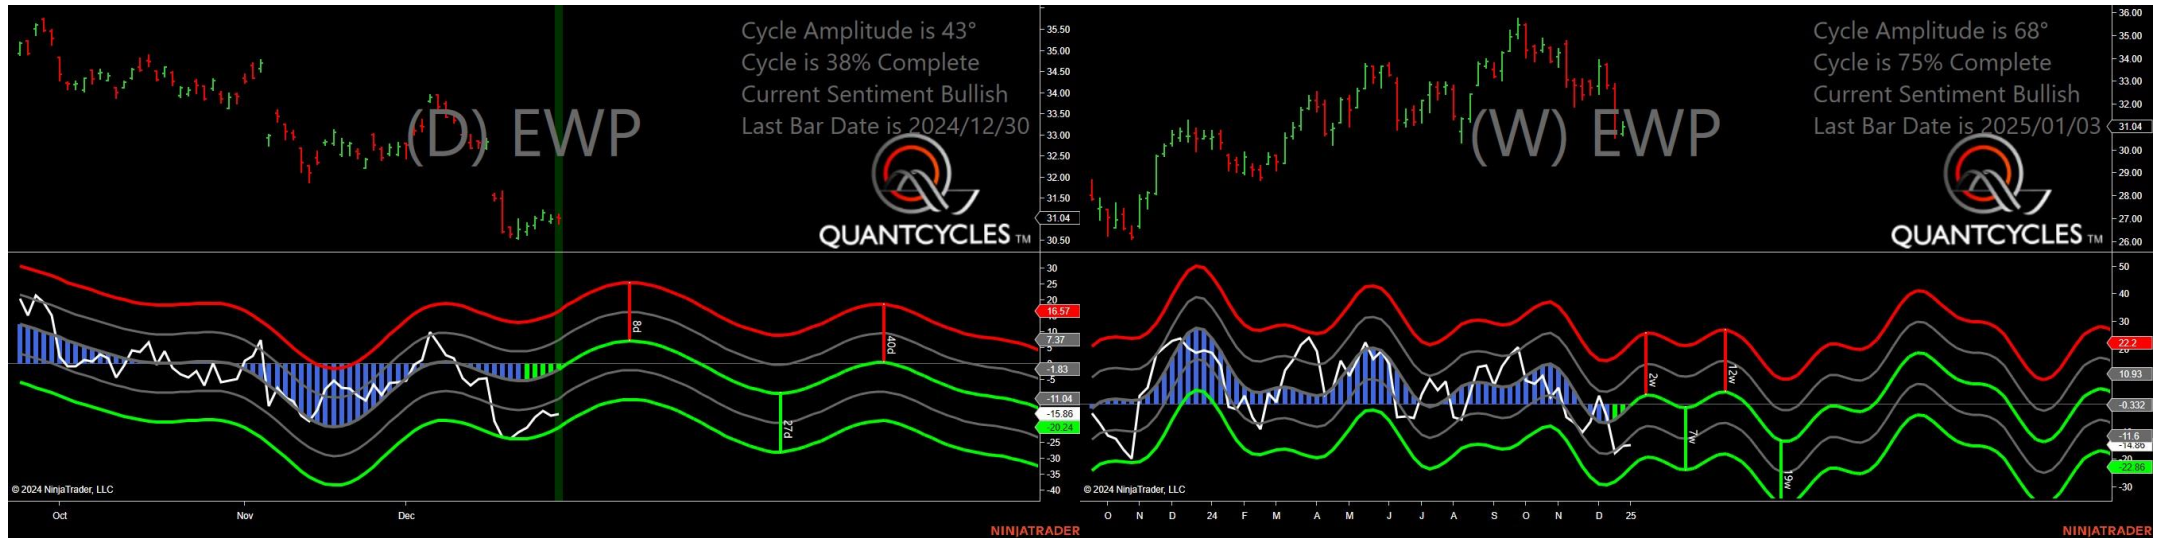 Cycle Amplitude is 43°
Cycle is 38% Complete
Current Sentiment Bullish
Last Bar Date is 2024/12/30
(D) EWP
QUANTCYCLES TM
35.50
35.00
34.50
34.00
33.50
33.00
32.50
32.00
31.50
31.04
30.50
30
25
20
16.57
10
7.37
-1.83
-5
-11.04
-15.86
-20.24
-25
-30
-35
-40
8d
27d
40d
© 2024 NinjaTrader, LLC
Oct Nov Dec
NINJATRADER
Cycle Amplitude is 68°
Cycle is 75% Complete
Current Sentiment Bullish
Last Bar Date is 2025/01/03
(W) EWP
QUANTCYCLES TM
36.00
35.00
34.00
33.00
32.00
31.04
30.00
29.00
28.00
27.00
26.00
50
40
30
22.2
10.93
-0.332
-11.6
-14.86
-22.86
-30
2w
7w
12w
19w
© 2024 NinjaTrader, LLC
O N D 24 F M A M J J A S O N D 25
NINJATRADER